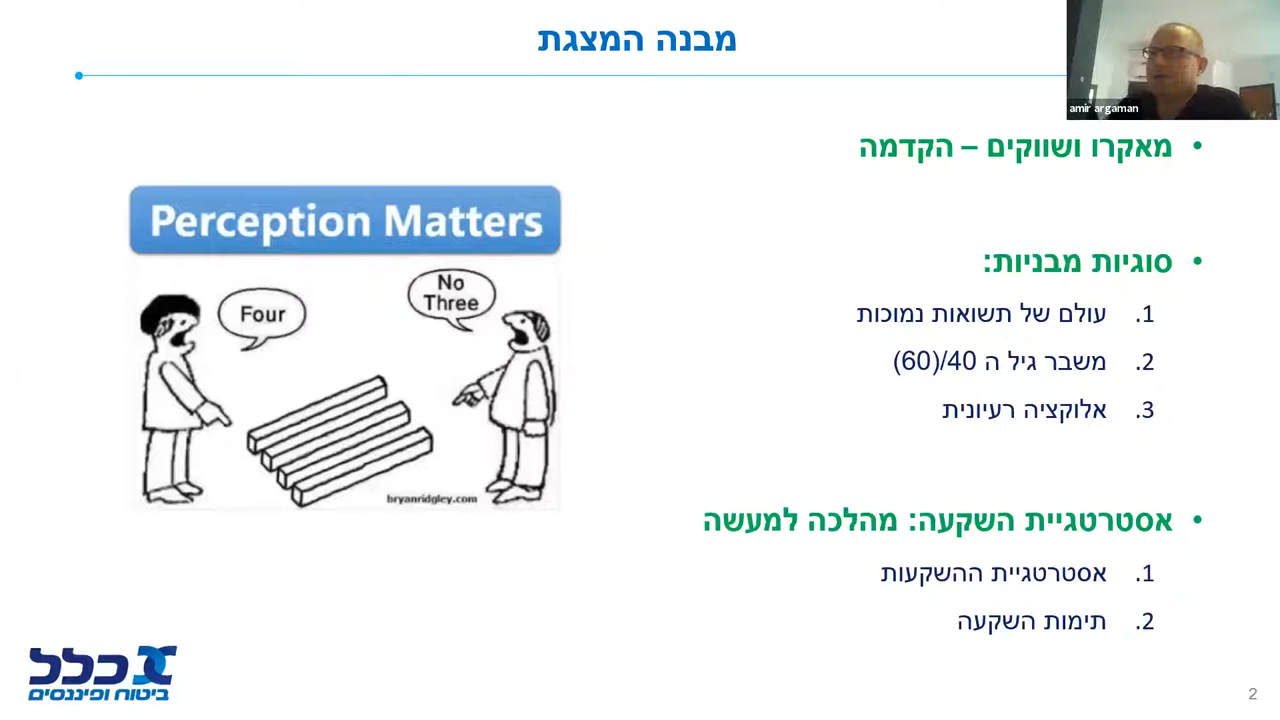 מבנה המצגת
amir argaman
• מאקרו ושווקים – הקדמה
• סוגיות מבניות:
1. עולם של תשואות נמוכות
2. משבר גיל ה 40/(60)
3. אלוקציה רעיונית
• אסטרטגיית השקעה: מהלכה למעשה
1. אסטרטגיית ההשקעות
2. תימות השקעה
Perception Matters
Four
No
Three
bryanridgley.com
כלל
ביטוח ופיננסים
2